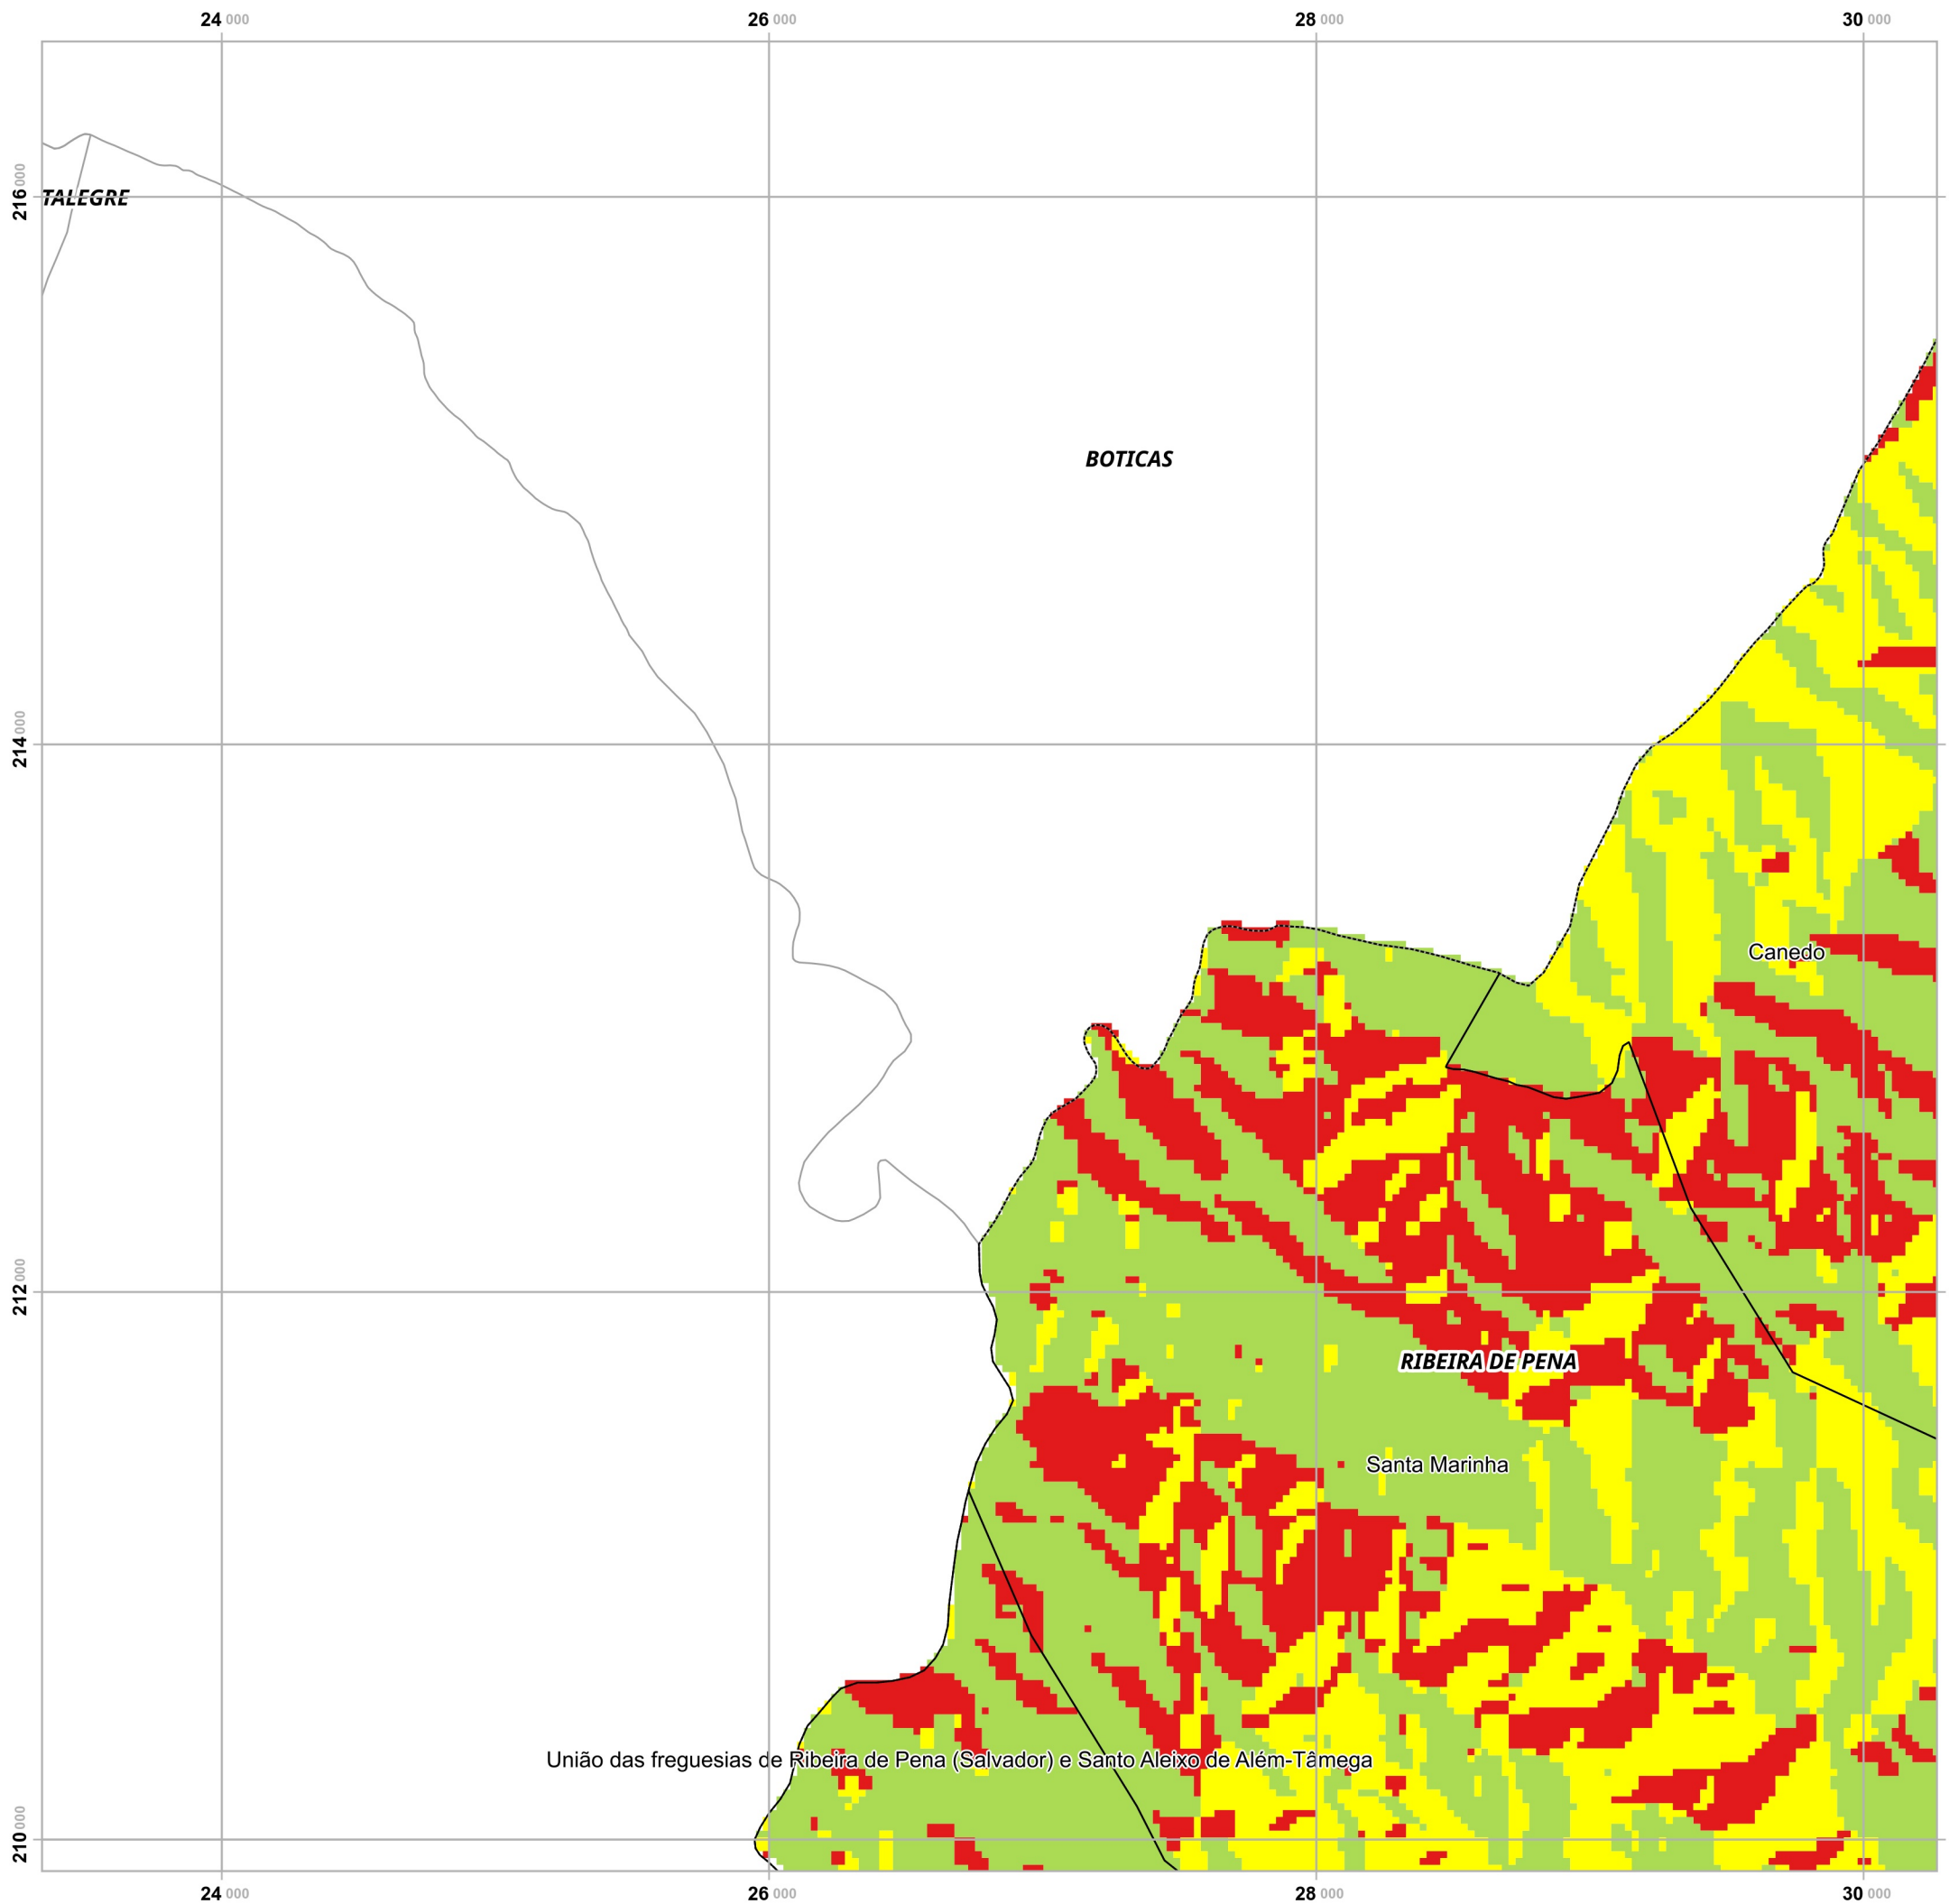 24 000
26 000
28 000
30 000
216 000
TALEGRE
BOTICAS
214 000
Canedo
212 000
RIBEIRA DE PENA
Santa Marinha
União das freguesias de Ribeira de Pena (Salvador) e Santo Aleixo de Além-Tâmega
210 000
24 000
26 000
28 000
30 000